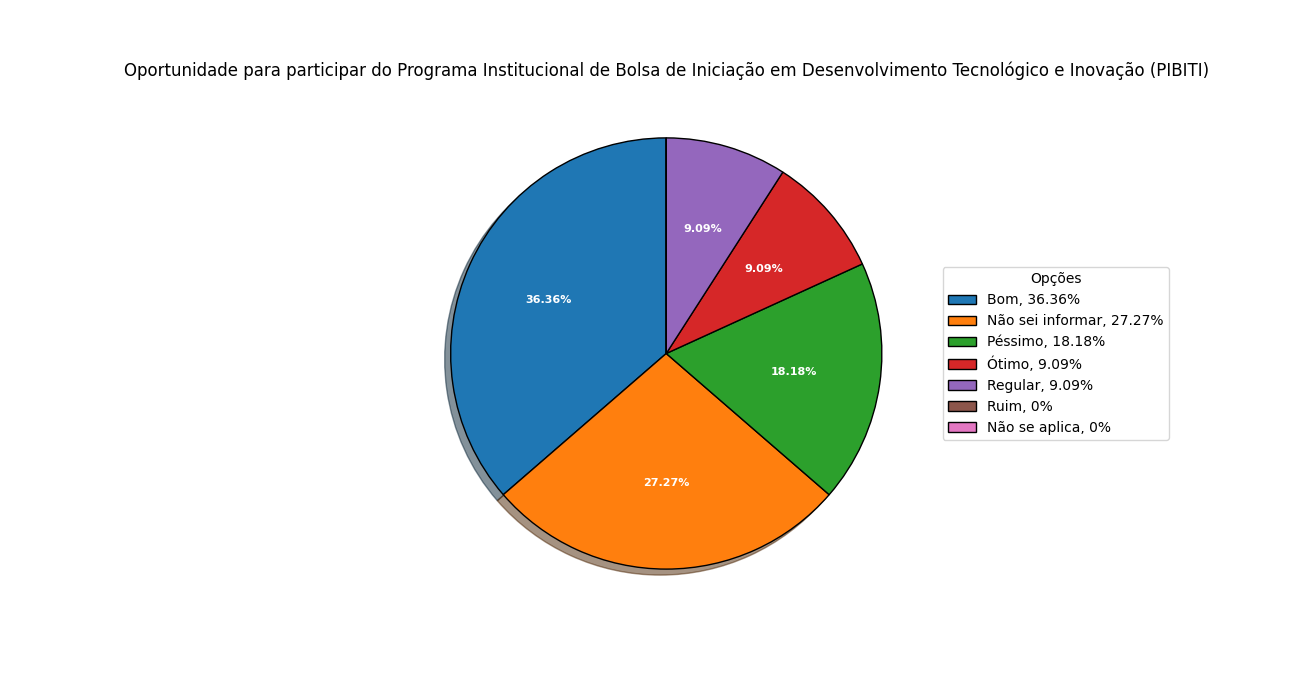 Oportunidade para participar do Programa Institucional de Bolsa de Iniciação em Desenvolvimento Tecnológico e Inovação (PIBITI)
9.09%
9.09%
36.36%
18.18%
27.27%
Opções
Bom, 36.36%
Não sei informar, 27.27%
Péssimo, 18.18%
Ótimo, 9.09%
Regular, 9.09%
Ruim, 0%
Não se aplica, 0%